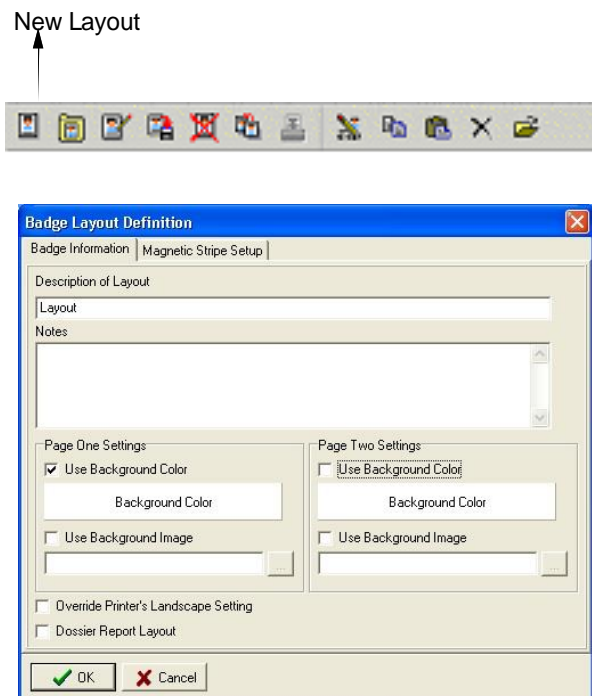 New Layout
Badge Layout Definition
Badge Information Magnetic Stripe Setup
Description of Layout
Layout
Notes
Page One Settings Page Two Settings
Use Background Color Use Background Color
Background Color Background Color
Use Background Image Use Background Image
... ...
Override Printer's Landscape Setting
Dossier Report Layout
OK Cancel